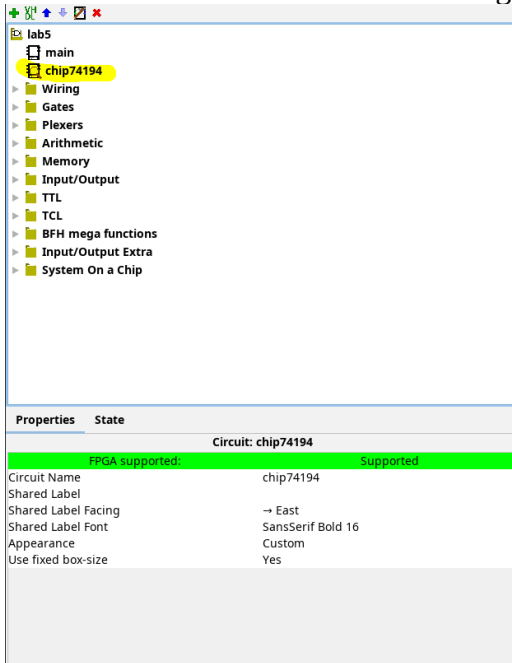 VH
DL
lab5
main
chip74194
Wiring
Gates
Plexers
Arithmetic
Memory
Input/Output
TTL
TCL
BFH mega functions
Input/Output Extra
System On a Chip
Properties State
Circuit: chip74194
FPGA supported: Supported
Circuit Name chip74194
Shared Label
Shared Label Facing → East
Shared Label Font SansSerif Bold 16
Appearance Custom
Use fixed box-size Yes